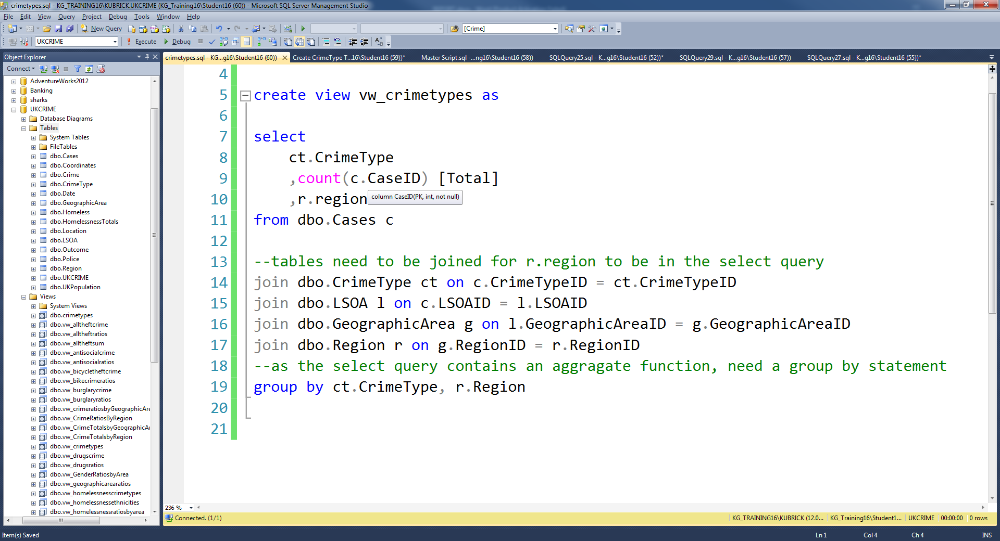 crimetypes.sql - KG_TRAINING16\KUBRICK.UKCRIME (KG_Training16\Student16 (60)) - Microsoft SQL Server Management Studio
File Edit View Query Project Debug Tools Window Help
New Query [Crime]
UKCRIME Execute Debug
Object Explorer
Connect
AdventureWorks2012
Banking
sharks
UKCRIME
Database Diagrams
Tables
System Tables
FileTables
dbo.Cases
dbo.Coordinates
dbo.Crime
dbo.CrimeType
dbo.Date
dbo.GeographicArea
dbo.Homeless
dbo.HomelessnessTotals
dbo.Location
dbo.LSOA
dbo.Outcome
dbo.Police
dbo.Region
dbo.UKCRIME
dbo.UKPopulation
Views
System Views
dbo.crimetypes
dbo.vw_alltheftcrime
dbo.vw_alltheftratios
dbo.vw_alltheftsum
dbo.vw_antisocialcrime
dbo.vw_antisocialratios
dbo.vw_bicycletheftcrime
dbo.vw_bikecrimeratios
dbo.vw_burglarycrime
dbo.vw_burglaryratios
dbo.vw_crimeratiosbyGeographicAre
dbo.vw_CrimeRatiosByRegion
dbo.vw_CrimeTotalsbyGeographicA
dbo.vw_CrimeTotalsbyRegion
dbo.vw_crimetypes
dbo.vw_drugscrime
dbo.vw_drugsratios
dbo.vw_GenderRatiosbyArea
dbo.vw_geographicarearatios
dbo.vw_homelessnesscrimetypes
dbo.vw_homelessnessethnicities
dbo.vw_homelessnessratiosbyarea
crimetypes.sql - KG...g16\Student16 (60)) Create CrimeType T...16\Student16 (59))* Master Script.sql -...ng16\Student16 (58)) SQLQuery25.sql - K...g16\Student16 (52))* SQLQuery29.sql - K...g16\Student16 (57)) SQLQuery27.sql - K...g16\Student16 (55))*
4
5 create view vw_crimetypes as
6
7 select
8 ct.CrimeType
9 ,count(c.CaseID) [Total]
10 ,r.region
column CaseID(PK, int, not null)
11 from dbo.Cases c
12
13 --tables need to be joined for r.region to be in the select query
14 join dbo.CrimeType ct on c.CrimeTypeID = ct.CrimeTypeID
15 join dbo.LSOA l on c.LSOAID = l.LSOAID
16 join dbo.GeographicArea g on l.GeographicAreaID = g.GeographicAreaID
17 join dbo.Region r on g.RegionID = r.RegionID
18 --as the select query contains an aggragate function, need a group by statement
19 group by ct.CrimeType, r.Region
20
21
236 %
Connected. (1/1) KG_TRAINING16\KUBRICK (12.0... KG_Training16\Student1... UKCRIME 00:00:00 0 rows
Item(s) Saved Ln 1 Col 4 Ch 4 INS